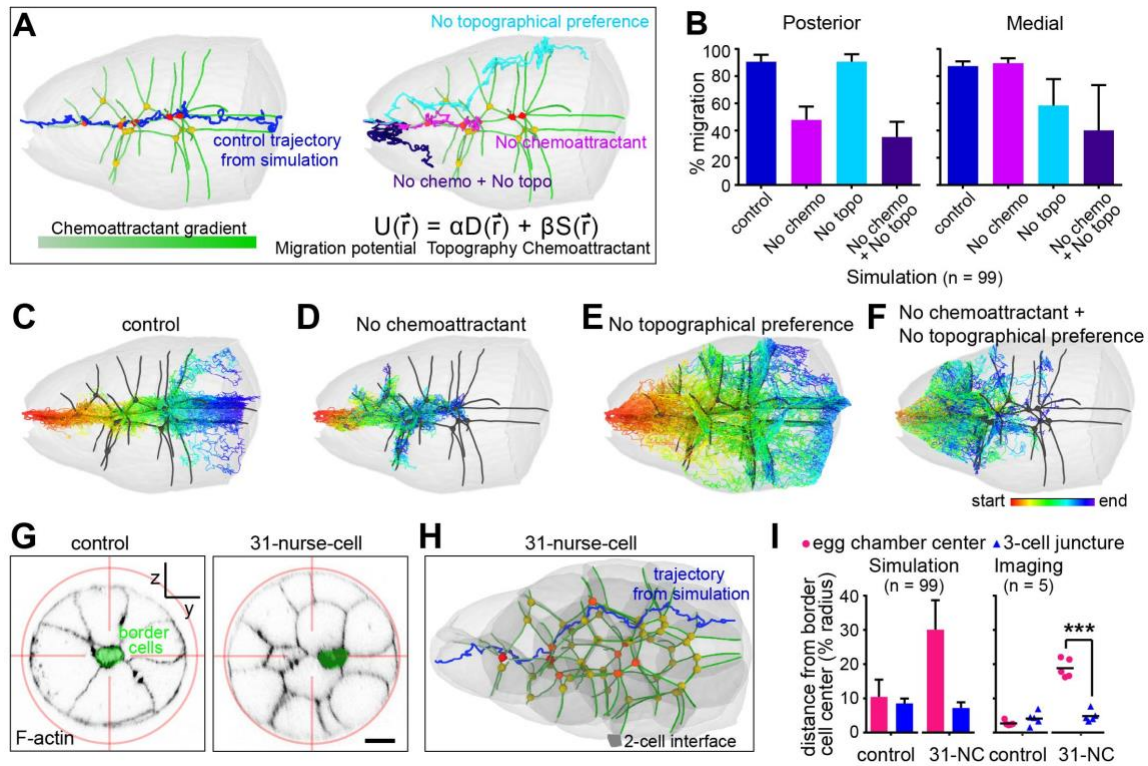 A
No topographical preference
control trajectory
from simulation
No chemoattractant
No chemo + No topo
Chemoattractant gradient
U(r⃗) = αD(r⃗) + βS(r⃗)
Migration potential Topography Chemoattractant
B
Posterior Medial
% migration
100
80
60
40
20
0
control
No chemo
No topo
No chemo
+ No topo
control
No chemo
No topo
No chemo
+ No topo
Simulation (n = 99)
C
control
D
No chemoattractant
E
No topographical preference
F
No chemoattractant +
No topographical preference
start end
G
control
31-nurse-cell
z
y
border
cells
F-actin
H
31-nurse-cell
trajectory
from simulation
2-cell interface
I
egg chamber center 3-cell juncture
Simulation Imaging
(n = 99) (n = 5)
distance from border
cell center (% radius)
40
30
20
10
0
***
control 31-NC control 31-NC